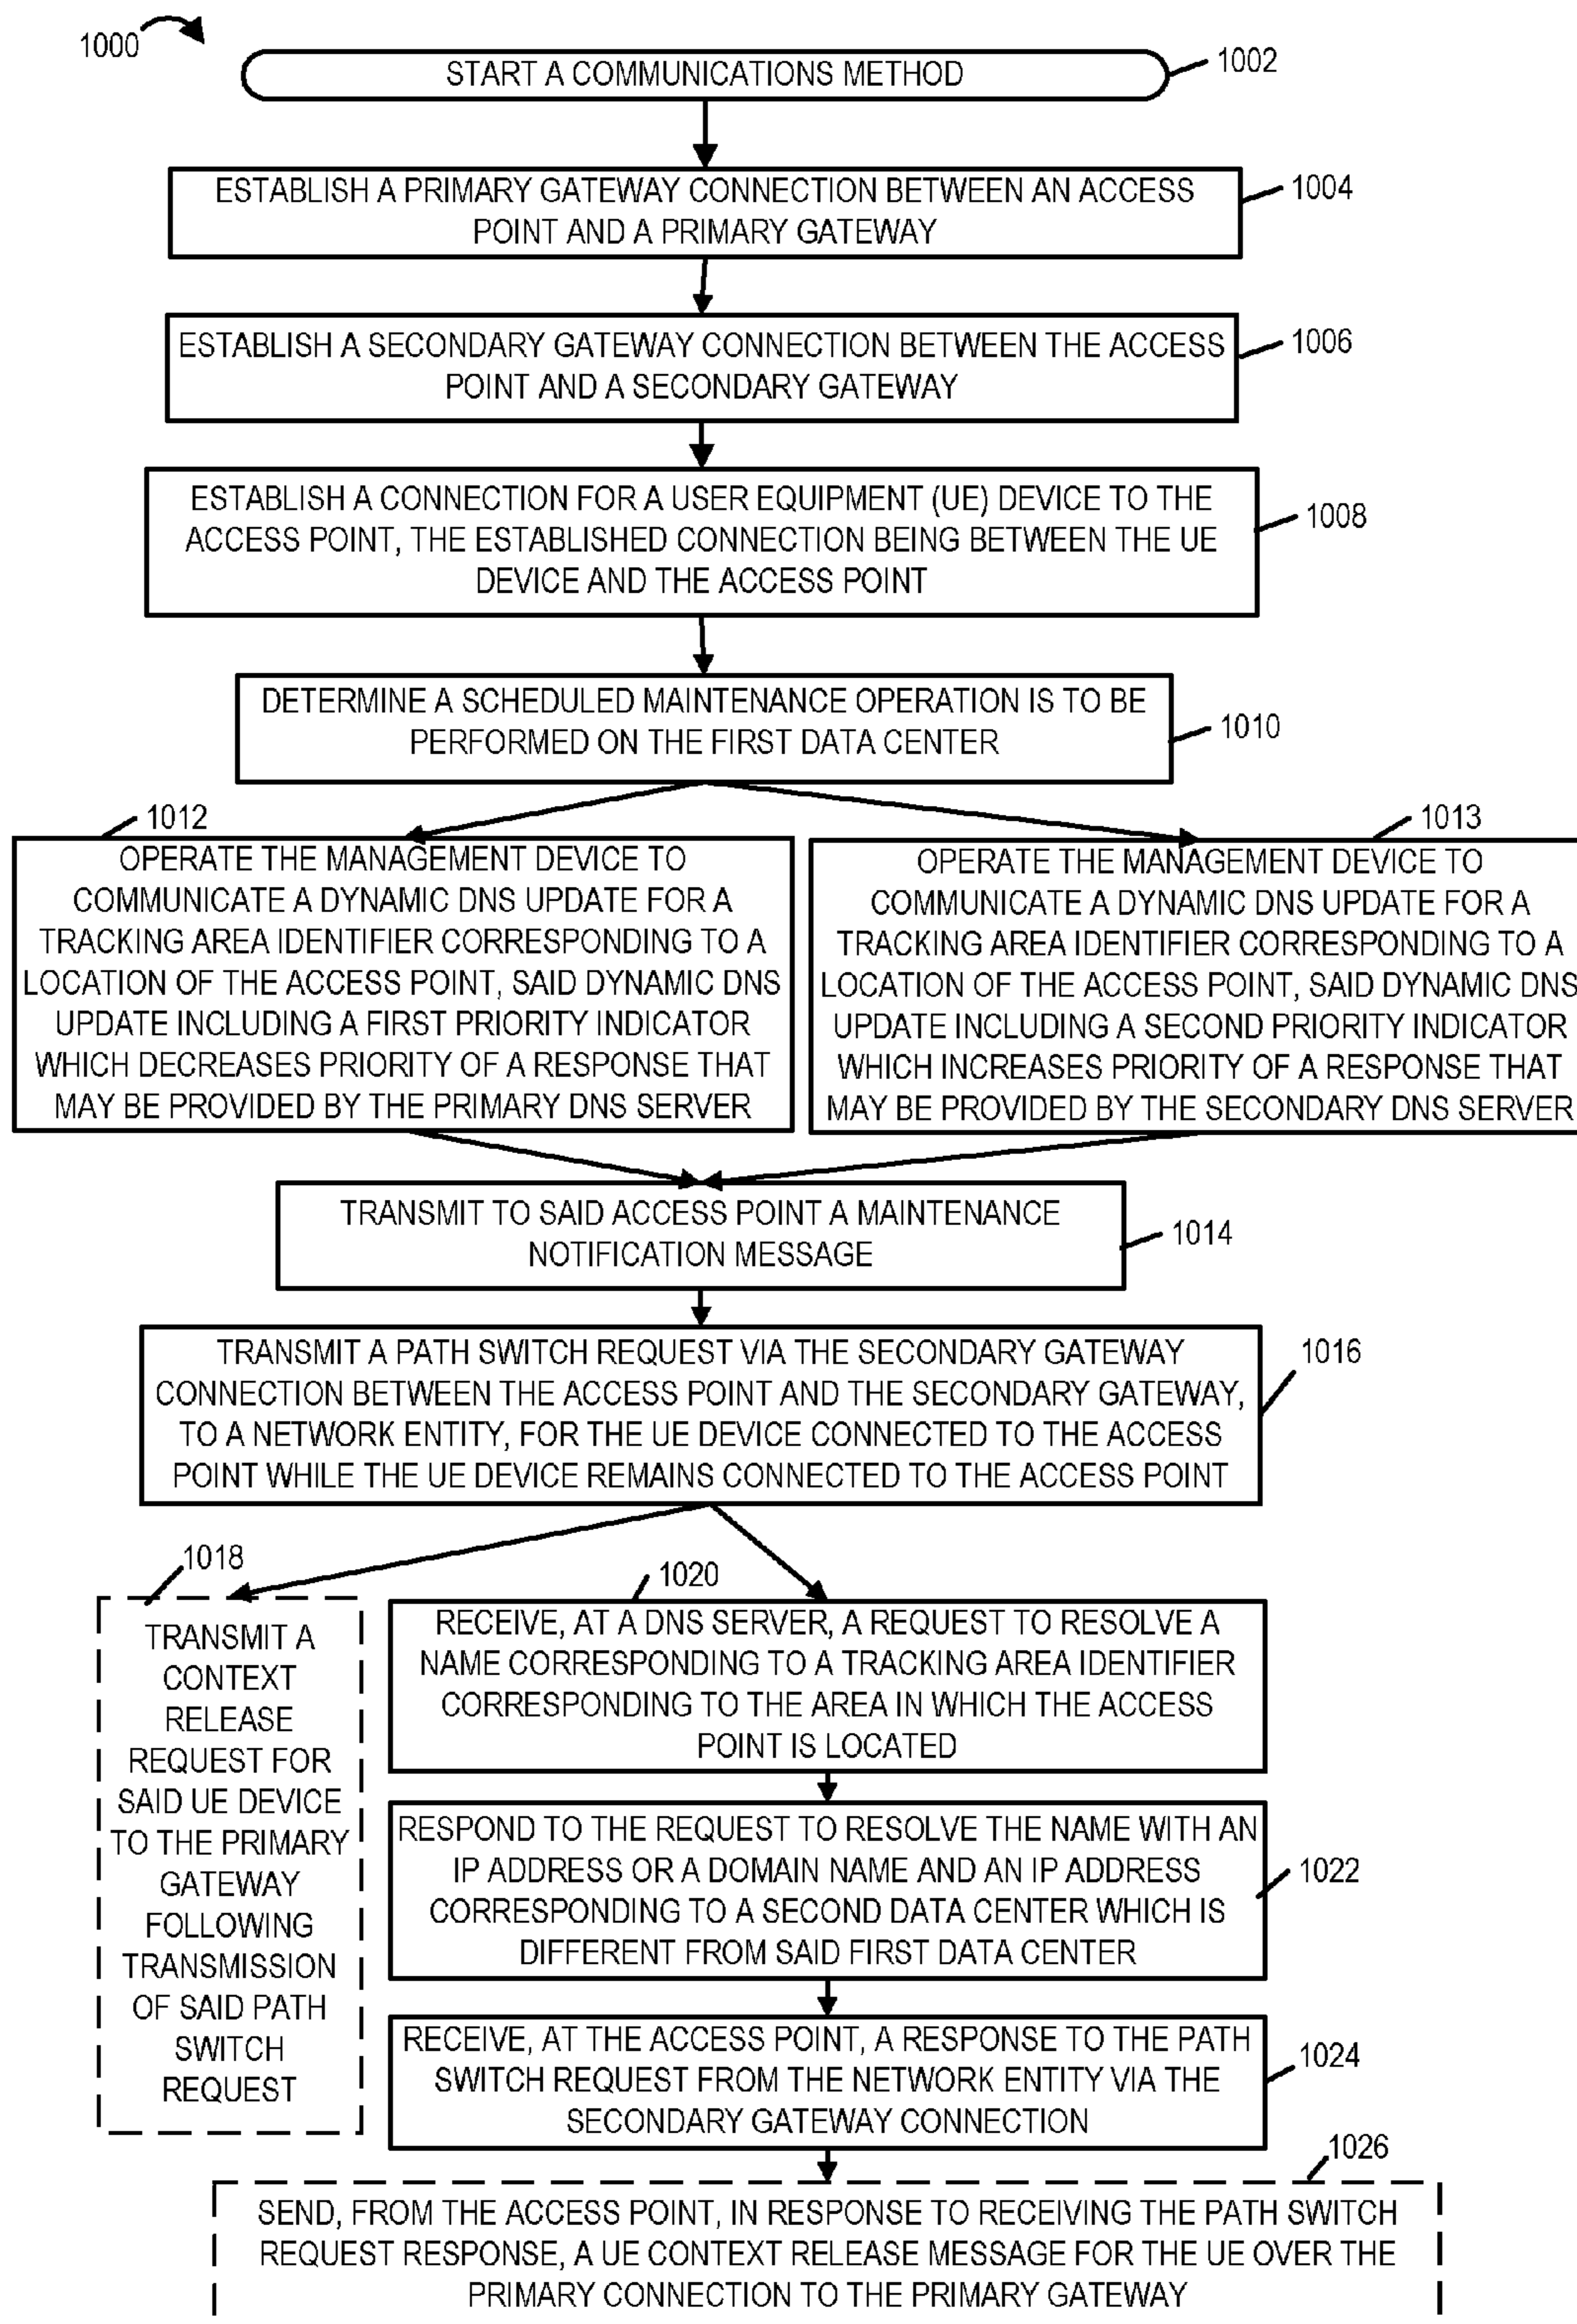 1000
START A COMMUNICATIONS METHOD
1002
ESTABLISH A PRIMARY GATEWAY CONNECTION BETWEEN AN ACCESS
POINT AND A PRIMARY GATEWAY
1004
ESTABLISH A SECONDARY GATEWAY CONNECTION BETWEEN THE ACCESS
POINT AND A SECONDARY GATEWAY
1006
ESTABLISH A CONNECTION FOR A USER EQUIPMENT (UE) DEVICE TO THE
ACCESS POINT, THE ESTABLISHED CONNECTION BEING BETWEEN THE UE
DEVICE AND THE ACCESS POINT
1008
DETERMINE A SCHEDULED MAINTENANCE OPERATION IS TO BE
PERFORMED ON THE FIRST DATA CENTER
1010
1012
OPERATE THE MANAGEMENT DEVICE TO
COMMUNICATE A DYNAMIC DNS UPDATE FOR A
TRACKING AREA IDENTIFIER CORRESPONDING TO A
LOCATION OF THE ACCESS POINT, SAID DYNAMIC DNS
UPDATE INCLUDING A FIRST PRIORITY INDICATOR
WHICH DECREASES PRIORITY OF A RESPONSE THAT
MAY BE PROVIDED BY THE PRIMARY DNS SERVER
1013
OPERATE THE MANAGEMENT DEVICE TO
COMMUNICATE A DYNAMIC DNS UPDATE FOR A
TRACKING AREA IDENTIFIER CORRESPONDING TO A
LOCATION OF THE ACCESS POINT, SAID DYNAMIC DNS
UPDATE INCLUDING A SECOND PRIORITY INDICATOR
WHICH INCREASES PRIORITY OF A RESPONSE THAT
MAY BE PROVIDED BY THE SECONDARY DNS SERVER
TRANSMIT TO SAID ACCESS POINT A MAINTENANCE
NOTIFICATION MESSAGE
1014
TRANSMIT A PATH SWITCH REQUEST VIA THE SECONDARY GATEWAY
CONNECTION BETWEEN THE ACCESS POINT AND THE SECONDARY GATEWAY,
TO A NETWORK ENTITY, FOR THE UE DEVICE CONNECTED TO THE ACCESS
POINT WHILE THE UE DEVICE REMAINS CONNECTED TO THE ACCESS POINT
1016
1018
TRANSMIT A
CONTEXT
RELEASE
REQUEST FOR
SAID UE DEVICE
TO THE PRIMARY
GATEWAY
FOLLOWING
TRANSMISSION
OF SAID PATH
SWITCH
REQUEST
1020
RECEIVE, AT A DNS SERVER, A REQUEST TO RESOLVE A
NAME CORRESPONDING TO A TRACKING AREA IDENTIFIER
CORRESPONDING TO THE AREA IN WHICH THE ACCESS
POINT IS LOCATED
RESPOND TO THE REQUEST TO RESOLVE THE NAME WITH AN
IP ADDRESS OR A DOMAIN NAME AND AN IP ADDRESS
CORRESPONDING TO A SECOND DATA CENTER WHICH IS
DIFFERENT FROM SAID FIRST DATA CENTER
1022
RECEIVE, AT THE ACCESS POINT, A RESPONSE TO THE PATH
SWITCH REQUEST FROM THE NETWORK ENTITY VIA THE
SECONDARY GATEWAY CONNECTION
1024
1026
SEND, FROM THE ACCESS POINT, IN RESPONSE TO RECEIVING THE PATH SWITCH
REQUEST RESPONSE, A UE CONTEXT RELEASE MESSAGE FOR THE UE OVER THE
PRIMARY CONNECTION TO THE PRIMARY GATEWAY